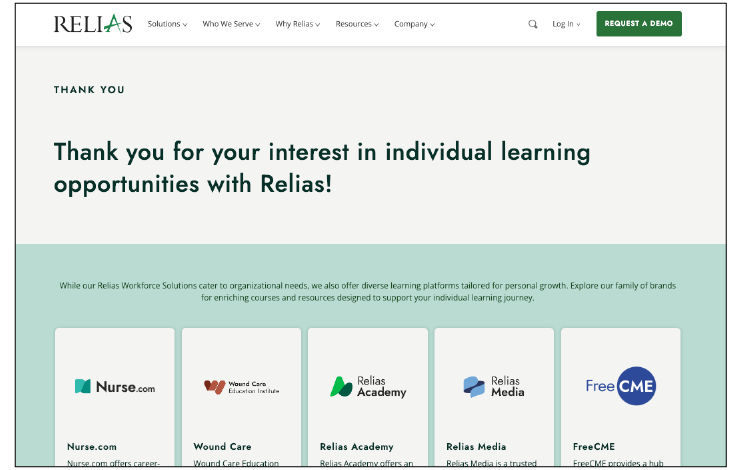 RELIAS Solutions Who We Serve Why Relias Resources Company Log In REQUEST A DEMO
THANK YOU
Thank you for your interest in individual learning
opportunities with Relias!
While our Relias Workforce Solutions cater to organizational needs, we also offer diverse learning platforms tailored for personal growth. Explore our family of brands
for enriching courses and resources designed to support your individual learning journey.
Nurse.com
Wound Care
Education Institute
Relias
Academy
Relias
Media
Free CME
Nurse.com
Nurse.com offers career-
Wound Care
Wound Care Education
Relias Academy
Relias Academy offers an
Relias Media
Relias Media is a trusted
FreeCME
FreeCME provides a hub